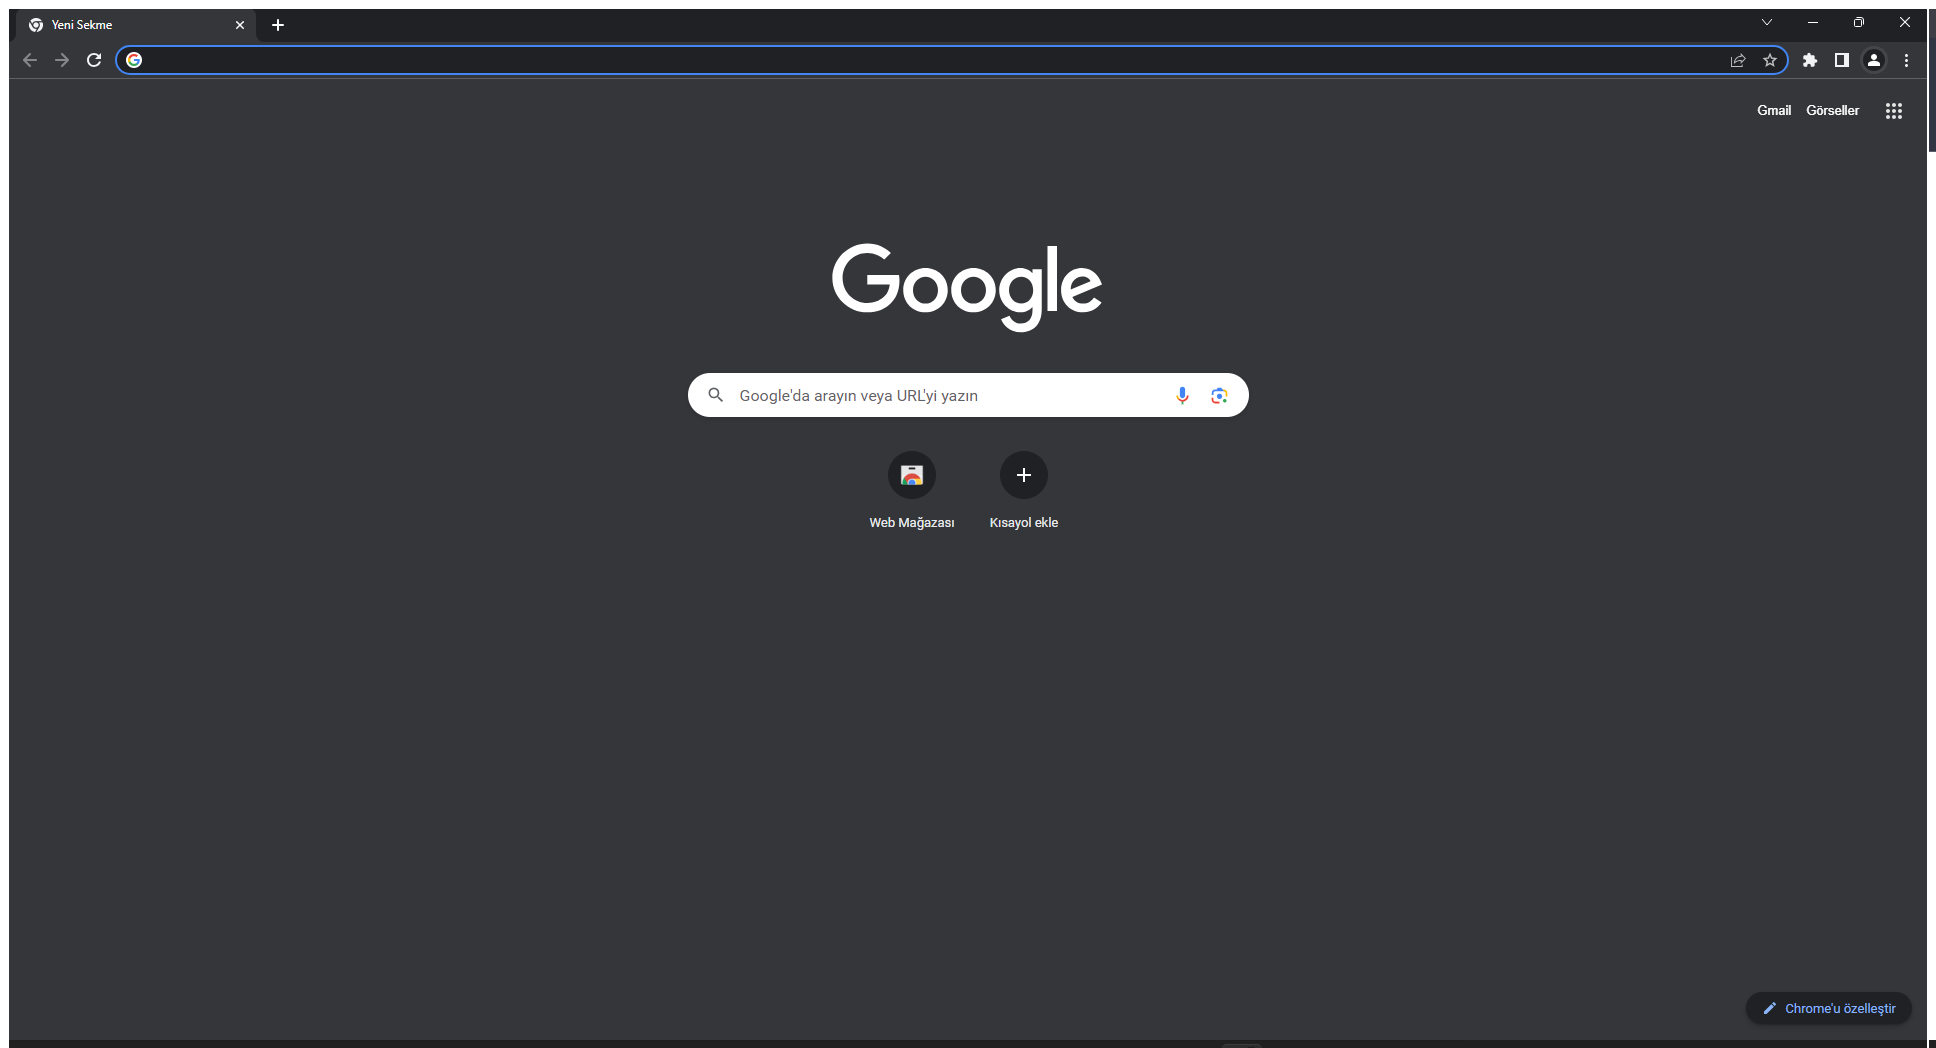 Yeni Sekme
Gmail Görseller
Google
Google'da arayın veya URL'yi yazın
Web Mağazası Kısayol ekle
Chrome'u özelleştir